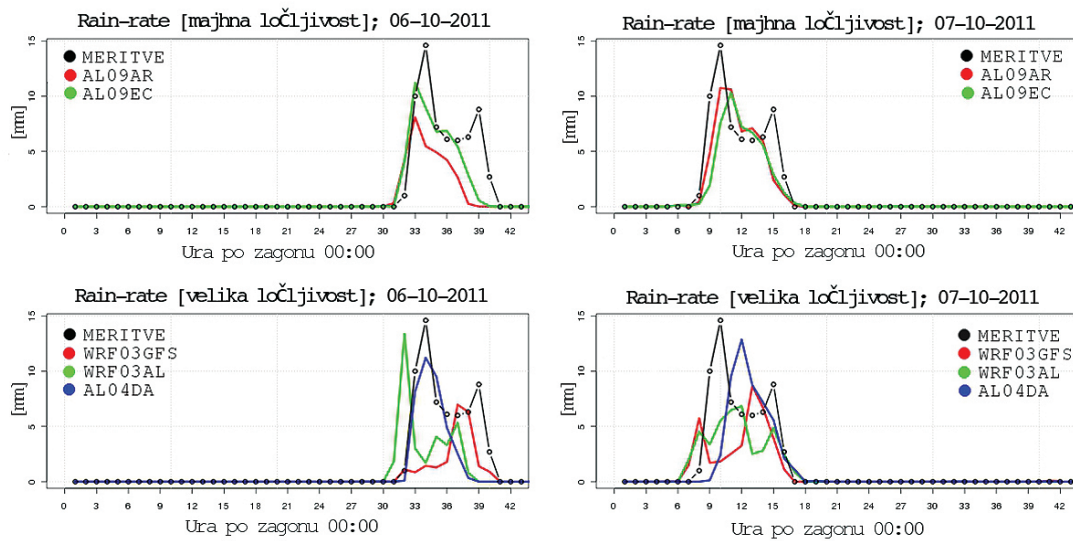 Rain-rate [majhna ločljivost]; 06-10-2011
15
10
5
0
[mm]
MERITVE
AL09AR
AL09EC
0 3 6 9 12 15 18 21 24 27 30 33 36 39 42
Ura po zagonu 00:00
Rain-rate [majhna ločljivost]; 07-10-2011
15
10
5
0
[mm]
MERITVE
AL09AR
AL09EC
0 3 6 9 12 15 18 21 24 27 30 33 36 39 42
Ura po zagonu 00:00
Rain-rate [velika ločljivost]; 06-10-2011
15
10
5
0
[mm]
MERITVE
WRF03GFS
WRF03AL
AL04DA
0 3 6 9 12 15 18 21 24 27 30 33 36 39 42
Ura po zagonu 00:00
Rain-rate [velika ločljivost]; 07-10-2011
15
10
5
0
[mm]
MERITVE
WRF03GFS
WRF03AL
AL04DA
0 3 6 9 12 15 18 21 24 27 30 33 36 39 42
Ura po zagonu 00:00